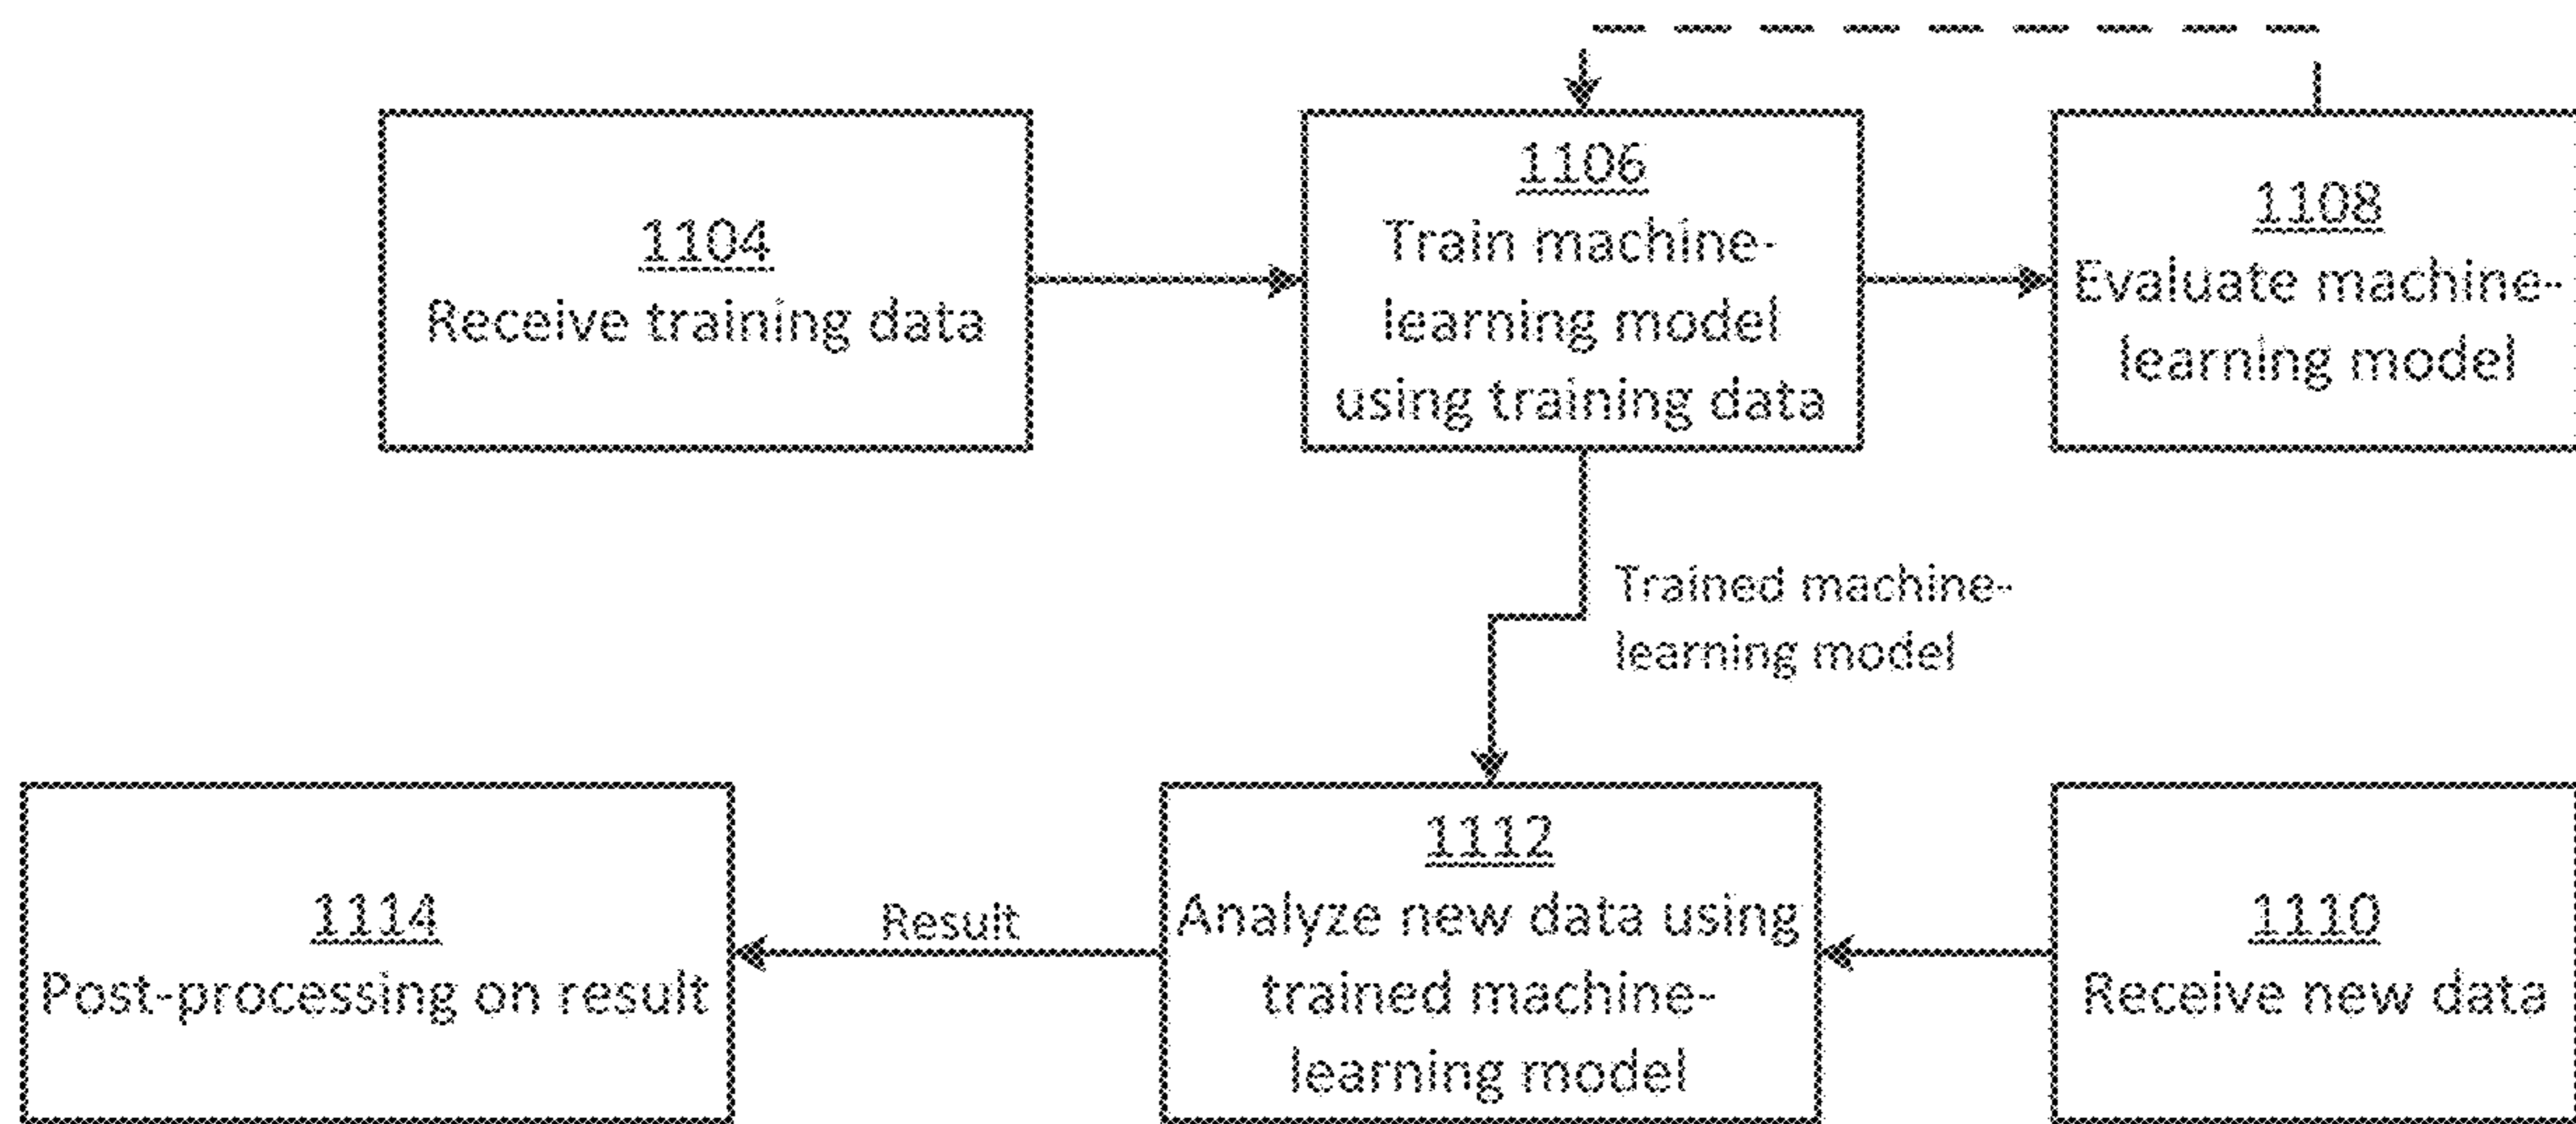 1104
Receive training data
1106
Train machine-
learning model
using training data
1108
Evaluate machine-
learning model
Trained machine-
learning model
1114
Post-processing on result
Result
1112
Analyze new data using
trained machine-
learning model
1110
Receive new data